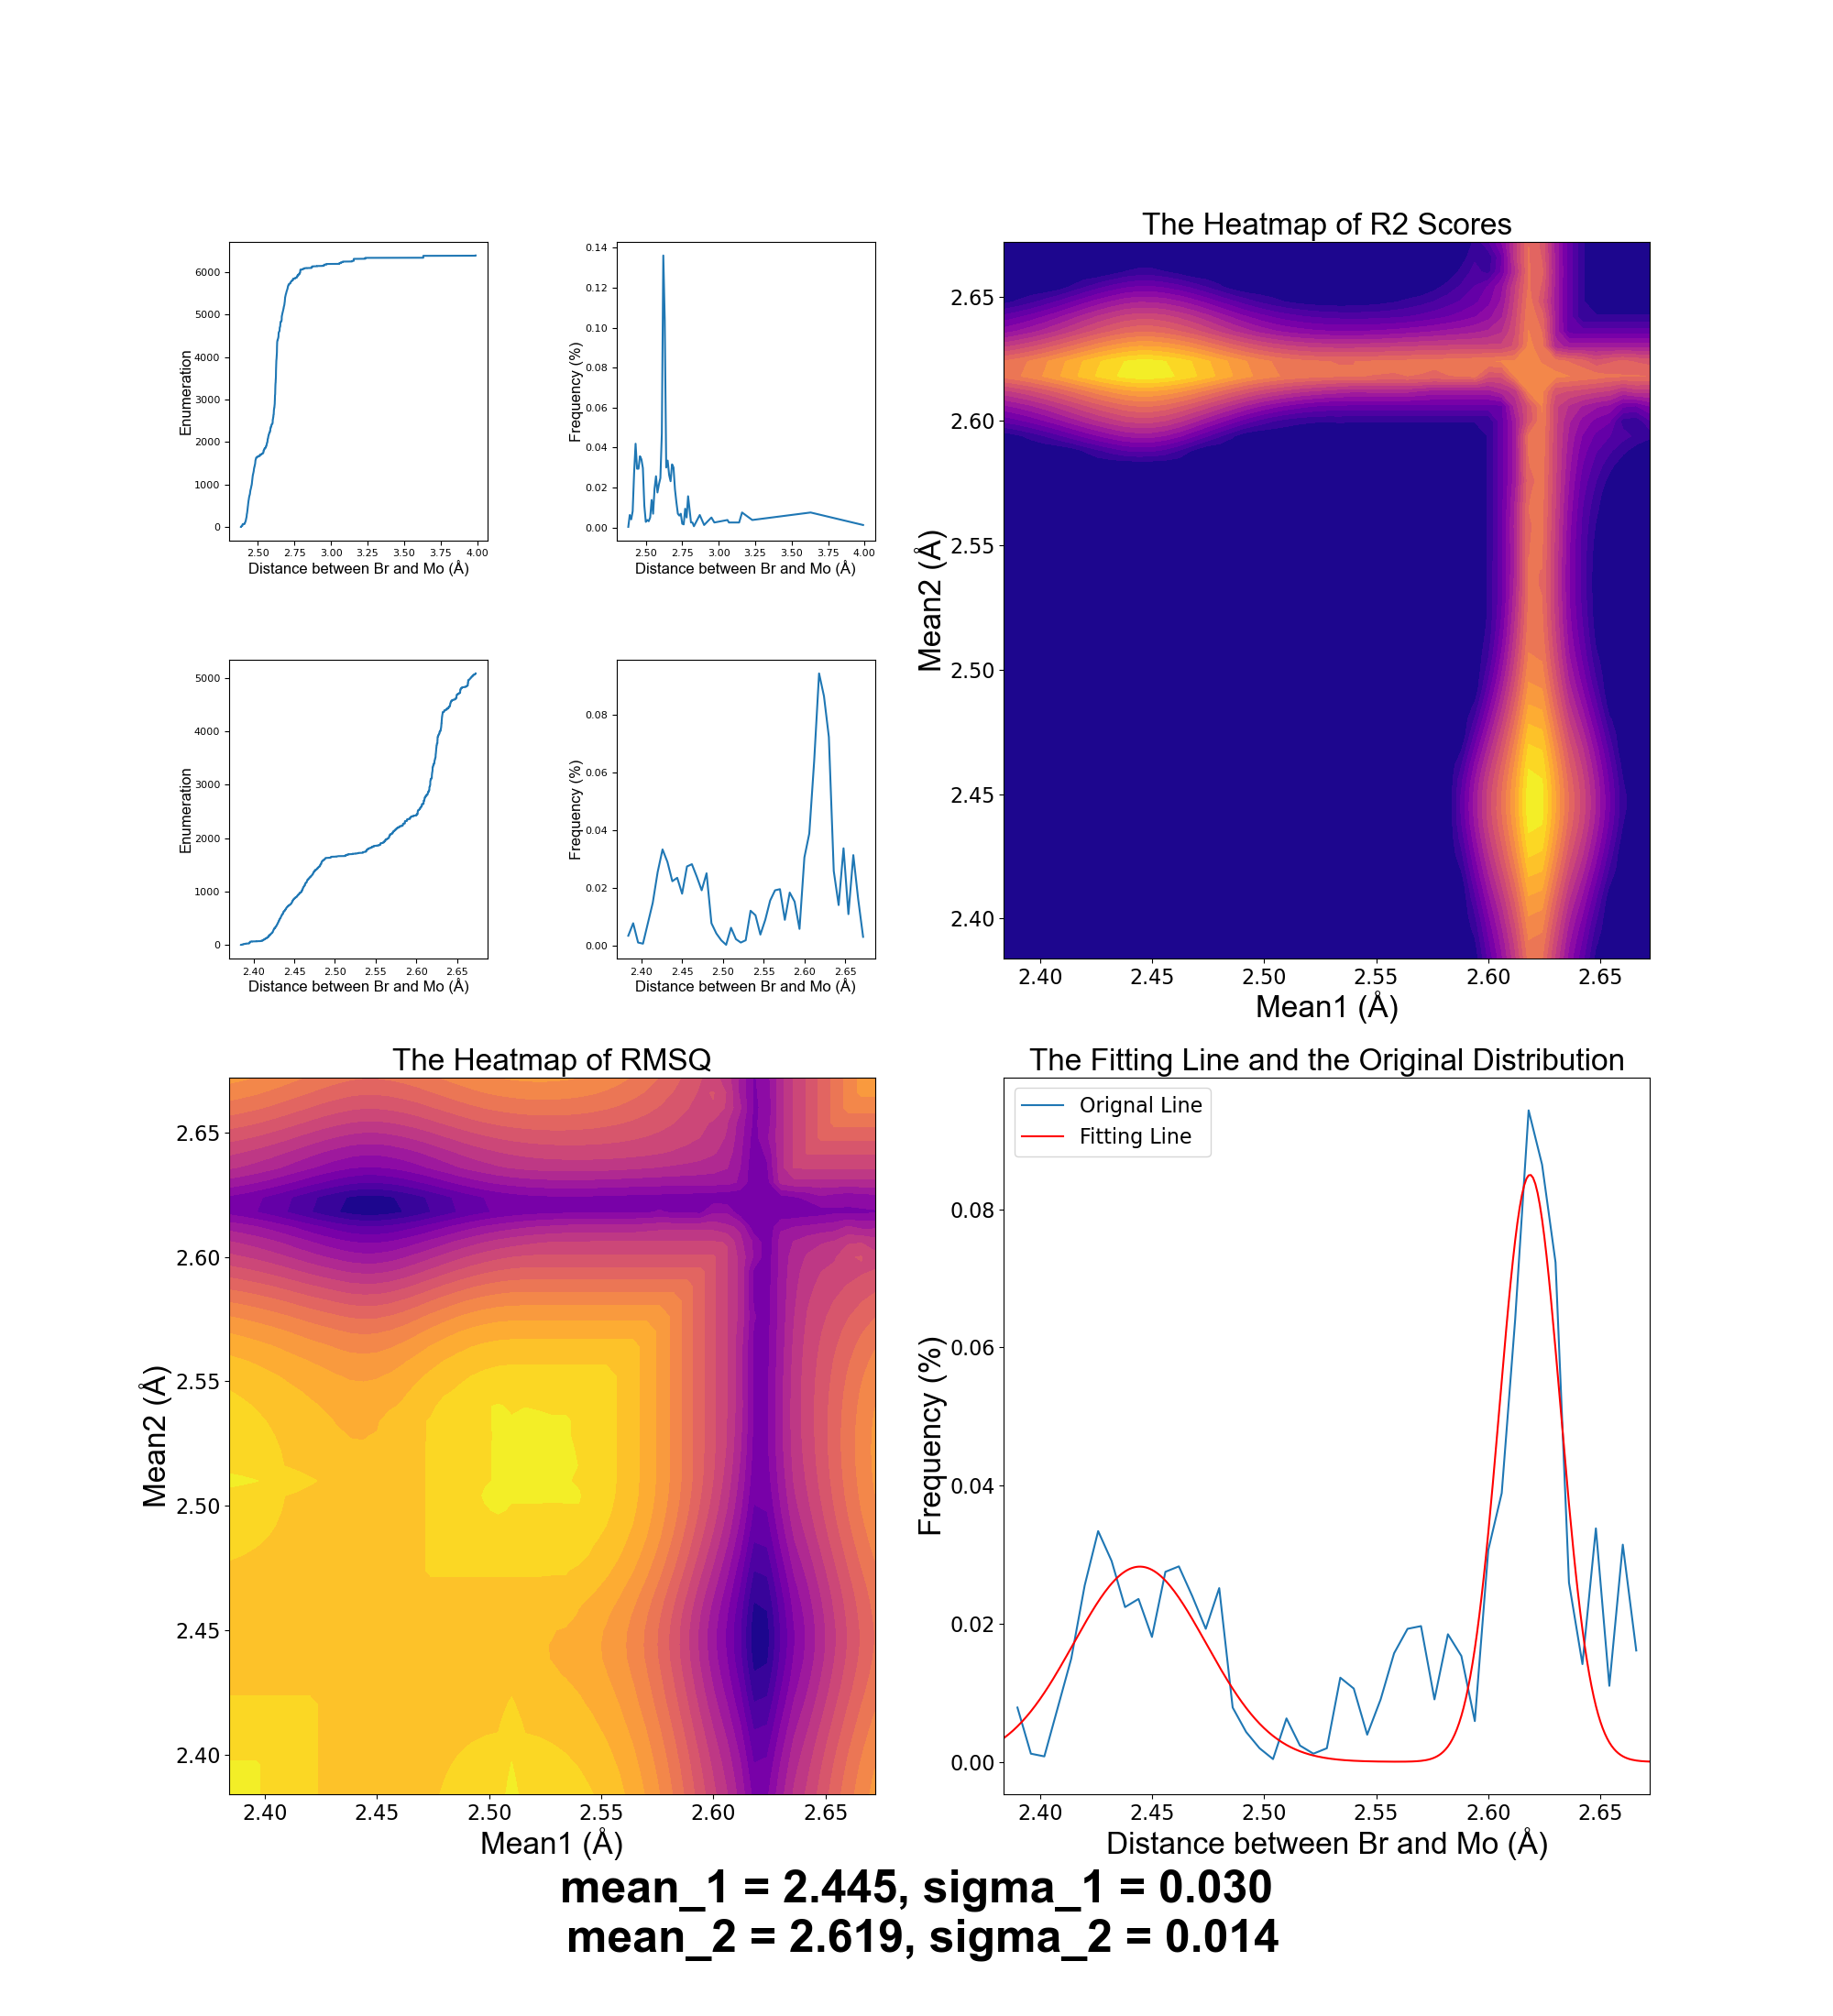 Enumeration
6000
5000
4000
3000
2000
1000
0
2.50 2.75 3.00 3.25 3.50 3.75 4.00
Distance between Br and Mo (Å)
Frequency (%)
0.14
0.12
0.10
0.08
0.06
0.04
0.02
0.00
2.50 2.75 3.00 3.25 3.50 3.75 4.00
Distance between Br and Mo (Å)
Enumeration
5000
4000
3000
2000
1000
0
2.40 2.45 2.50 2.55 2.60 2.65
Distance between Br and Mo (Å)
Frequency (%)
0.08
0.06
0.04
0.02
0.00
2.40 2.45 2.50 2.55 2.60 2.65
Distance between Br and Mo (Å)
The Heatmap of R2 Scores
Mean2 (Å)
2.65
2.60
2.55
2.50
2.45
2.40
2.40 2.45 2.50 2.55 2.60 2.65
Mean1 (Å)
The Heatmap of RMSQ
Mean2 (Å)
2.65
2.60
2.55
2.50
2.45
2.40
2.40 2.45 2.50 2.55 2.60 2.65
Mean1 (Å)
The Fitting Line and the Original Distribution
Orignal Line
Fitting Line
Frequency (%)
0.08
0.06
0.04
0.02
0.00
2.40 2.45 2.50 2.55 2.60 2.65
Distance between Br and Mo (Å)
mean_1 = 2.445, sigma_1 = 0.030
mean_2 = 2.619, sigma_2 = 0.014